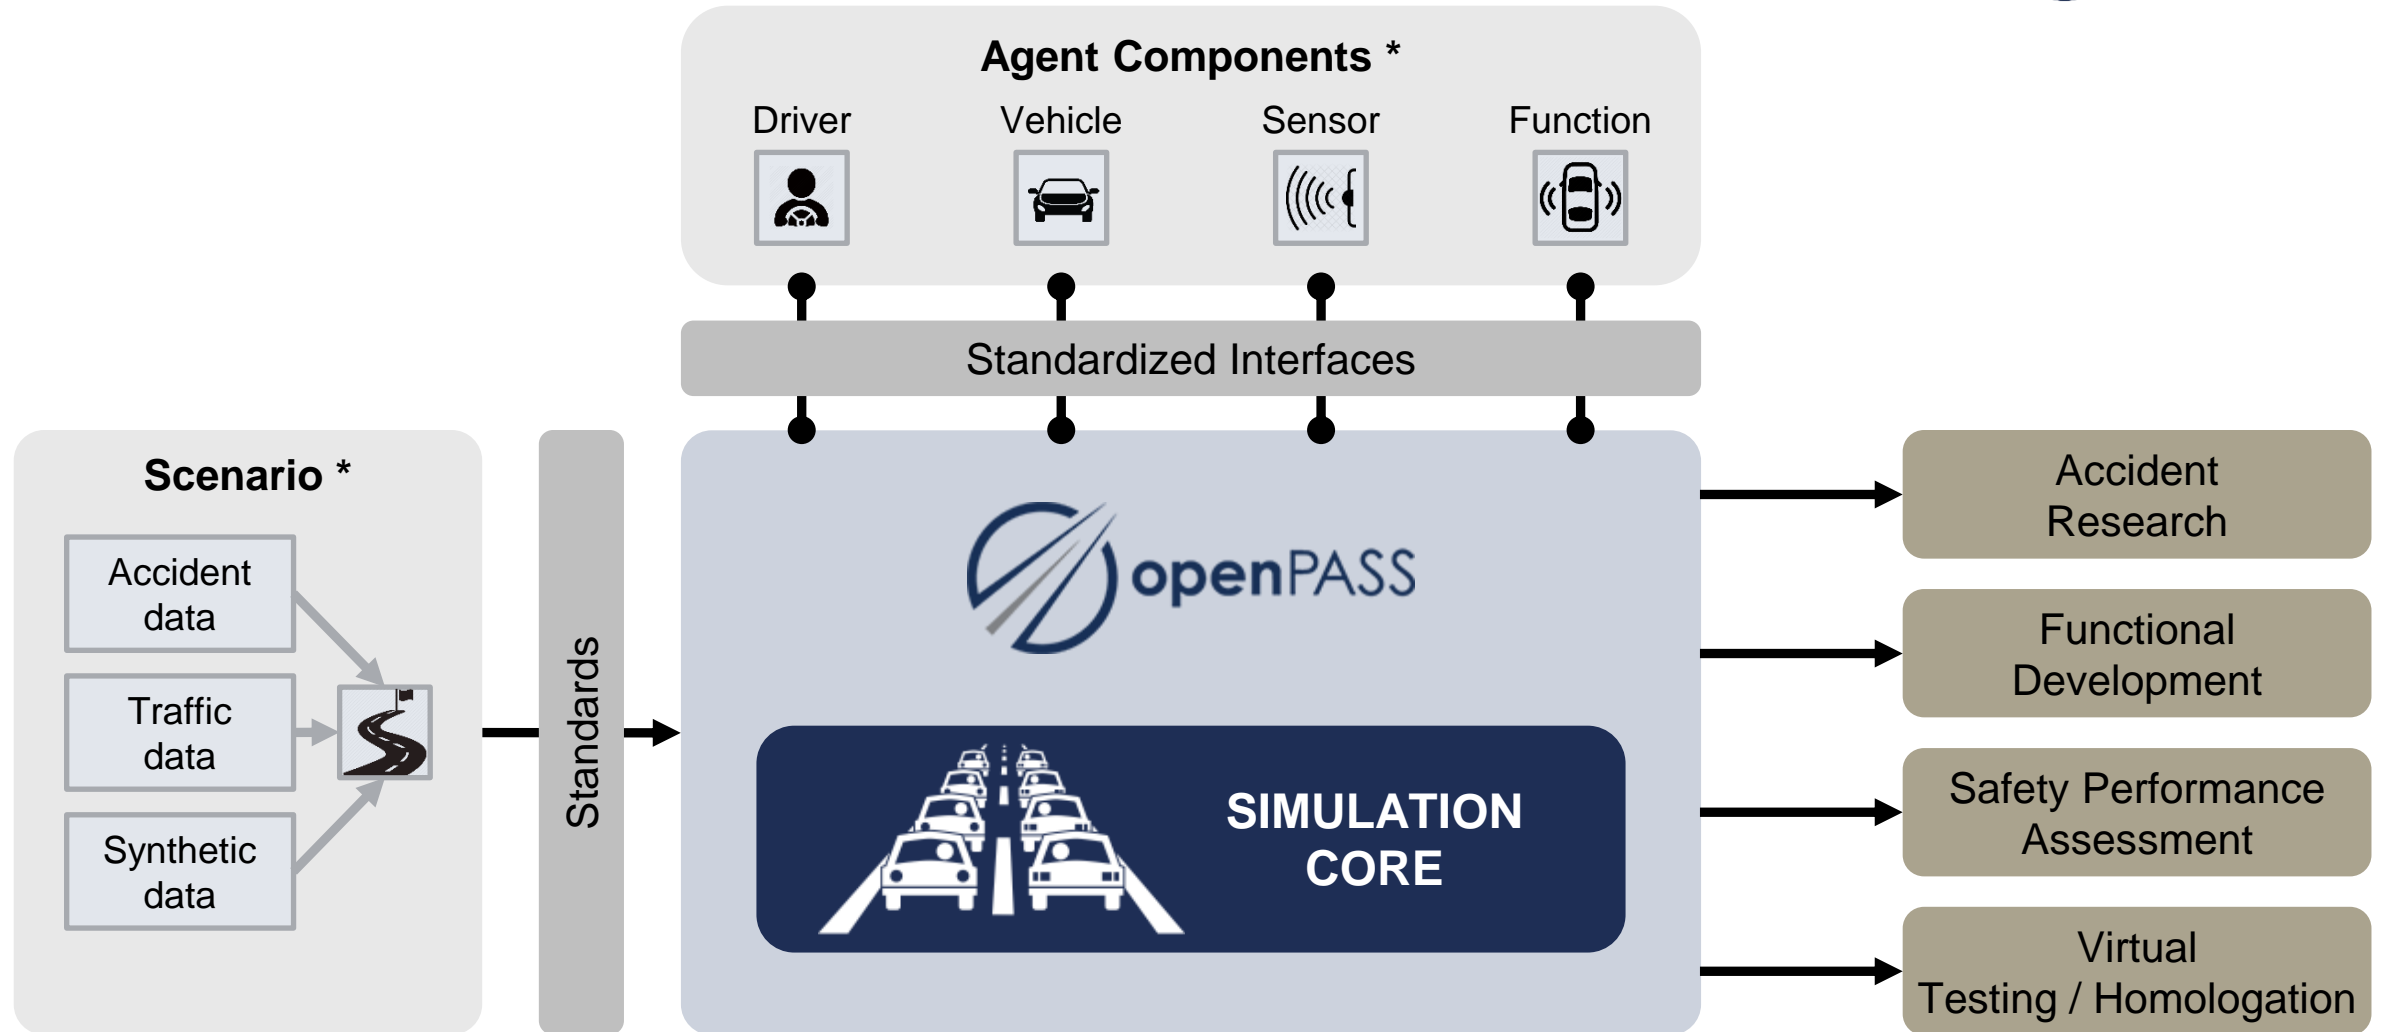 Agent Components *
Driver
Vehicle
Sensor
Function
Standardized Interfaces
Scenario *
Accident
data
Traffic
data
Synthetic
data
Standards
openPASS
SIMULATION
CORE
Accident
Research
Functional
Development
Safety Performance
Assessment
Virtual
Testing / Homologation